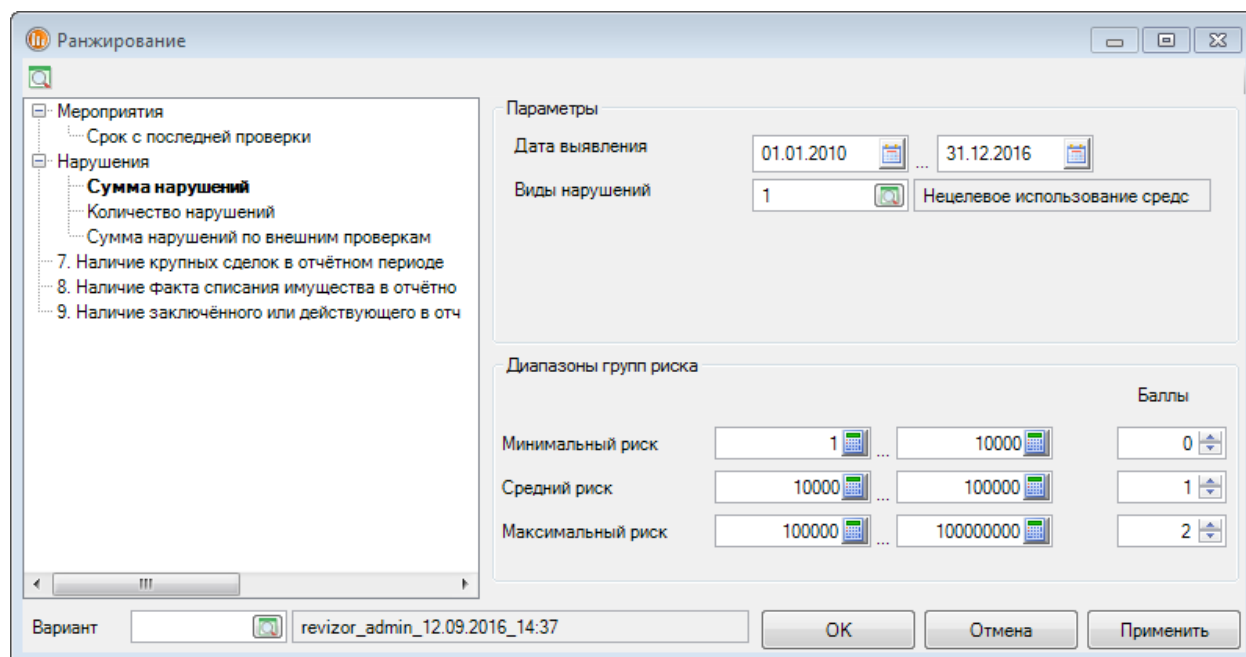 Ранжирование
Мероприятия
Срок с последней проверки
Нарушения
Сумма нарушений
Количество нарушений
Сумма нарушений по внешним проверкам
7. Наличие крупных сделок в отчётном периоде
8. Наличие факта списания имущества в отчётно
9. Наличие заключённого или действующего в отч
Параметры
Дата выявления 01.01.2010 ... 31.12.2016
Виды нарушений 1 Нецелевое использование средс
Диапазоны групп риска
Баллы
Минимальный риск 1 ... 10000 0
Средний риск 10000 ... 100000 1
Максимальный риск 100000 ... 100000000 2
Вариант revizor_admin_12.09.2016_14:37 OK Отмена Применить